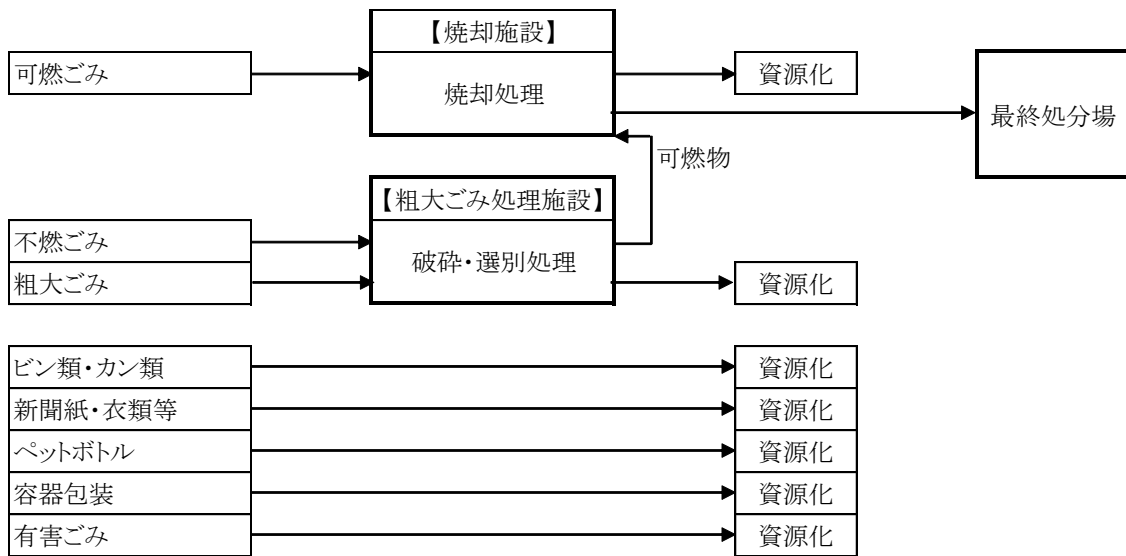 【焼却施設】
可燃ごみ
焼却処理
資源化
最終処分場
可燃物
【粗大ごみ処理施設】
不燃ごみ
破砕・選別処理
粗大ごみ
資源化
ビン類・カン類
資源化
新聞紙・衣類等
資源化
ペットボトル
資源化
容器包装
資源化
有害ごみ
資源化